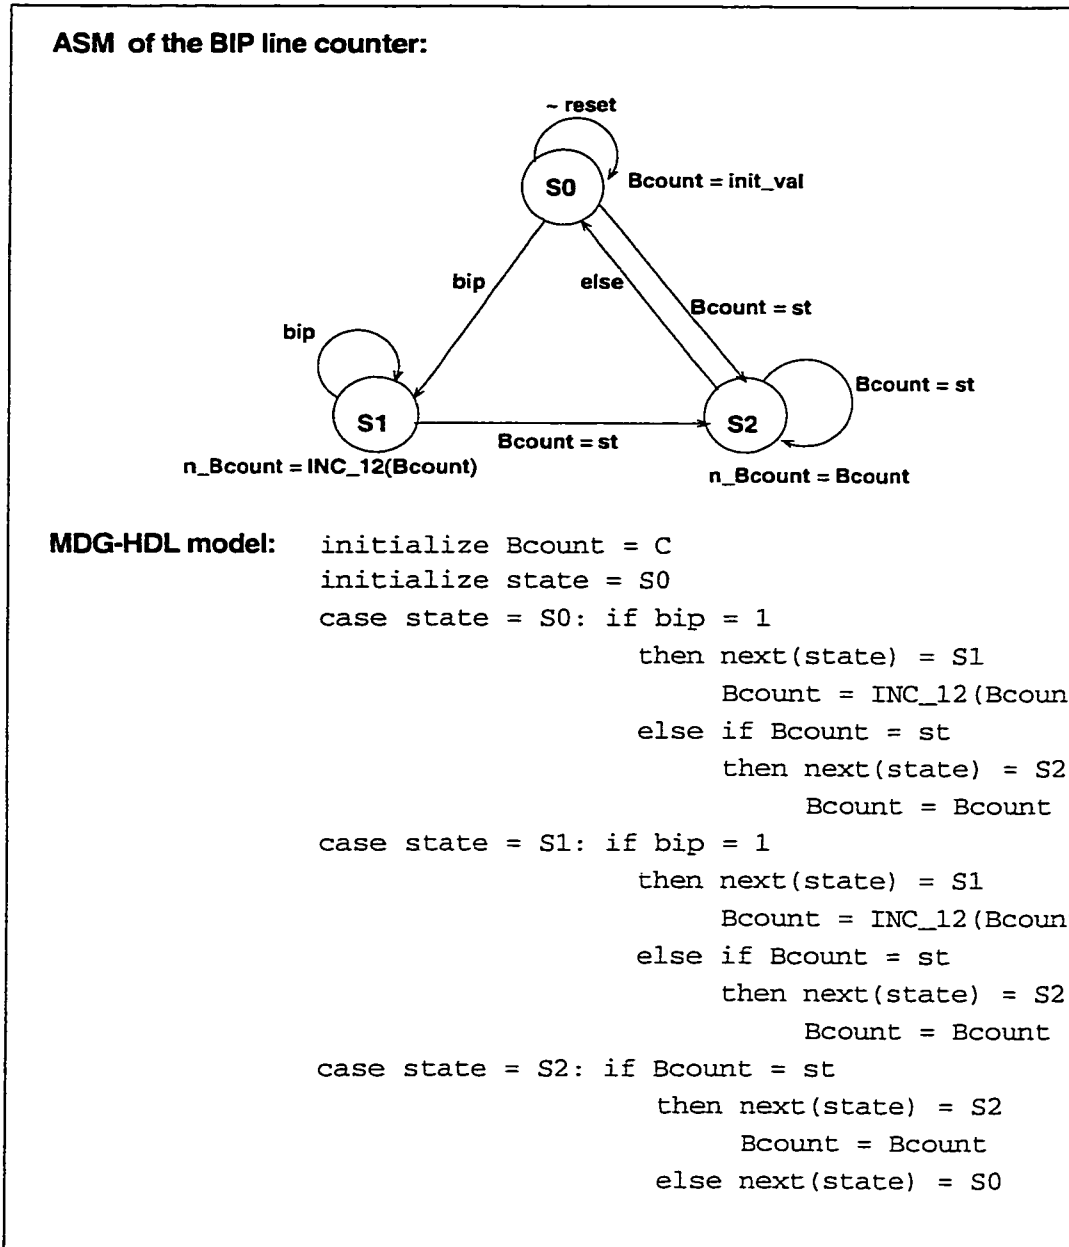 ASM of the BIP line counter:
~ reset
S0
Bcount = init_val
bip
else
Bcount = st
bip
Bcount = st
S1
S2
Bcount = st
n_Bcount = INC_12(Bcount)
n_Bcount = Bcount
MDG-HDL model: initialize Bcount = C
initialize state = S0
case state = S0: if bip = 1
then next(state) = S1
Bcount = INC_12(Bcoun
else if Bcount = st
then next(state) = S2
Bcount = Bcount
case state = S1: if bip = 1
then next(state) = S1
Bcount = INC_12(Bcoun
else if Bcount = st
then next(state) = S2
Bcount = Bcount
case state = S2: if Bcount = st
then next(state) = S2
Bcount = Bcount
else next(state) = S0